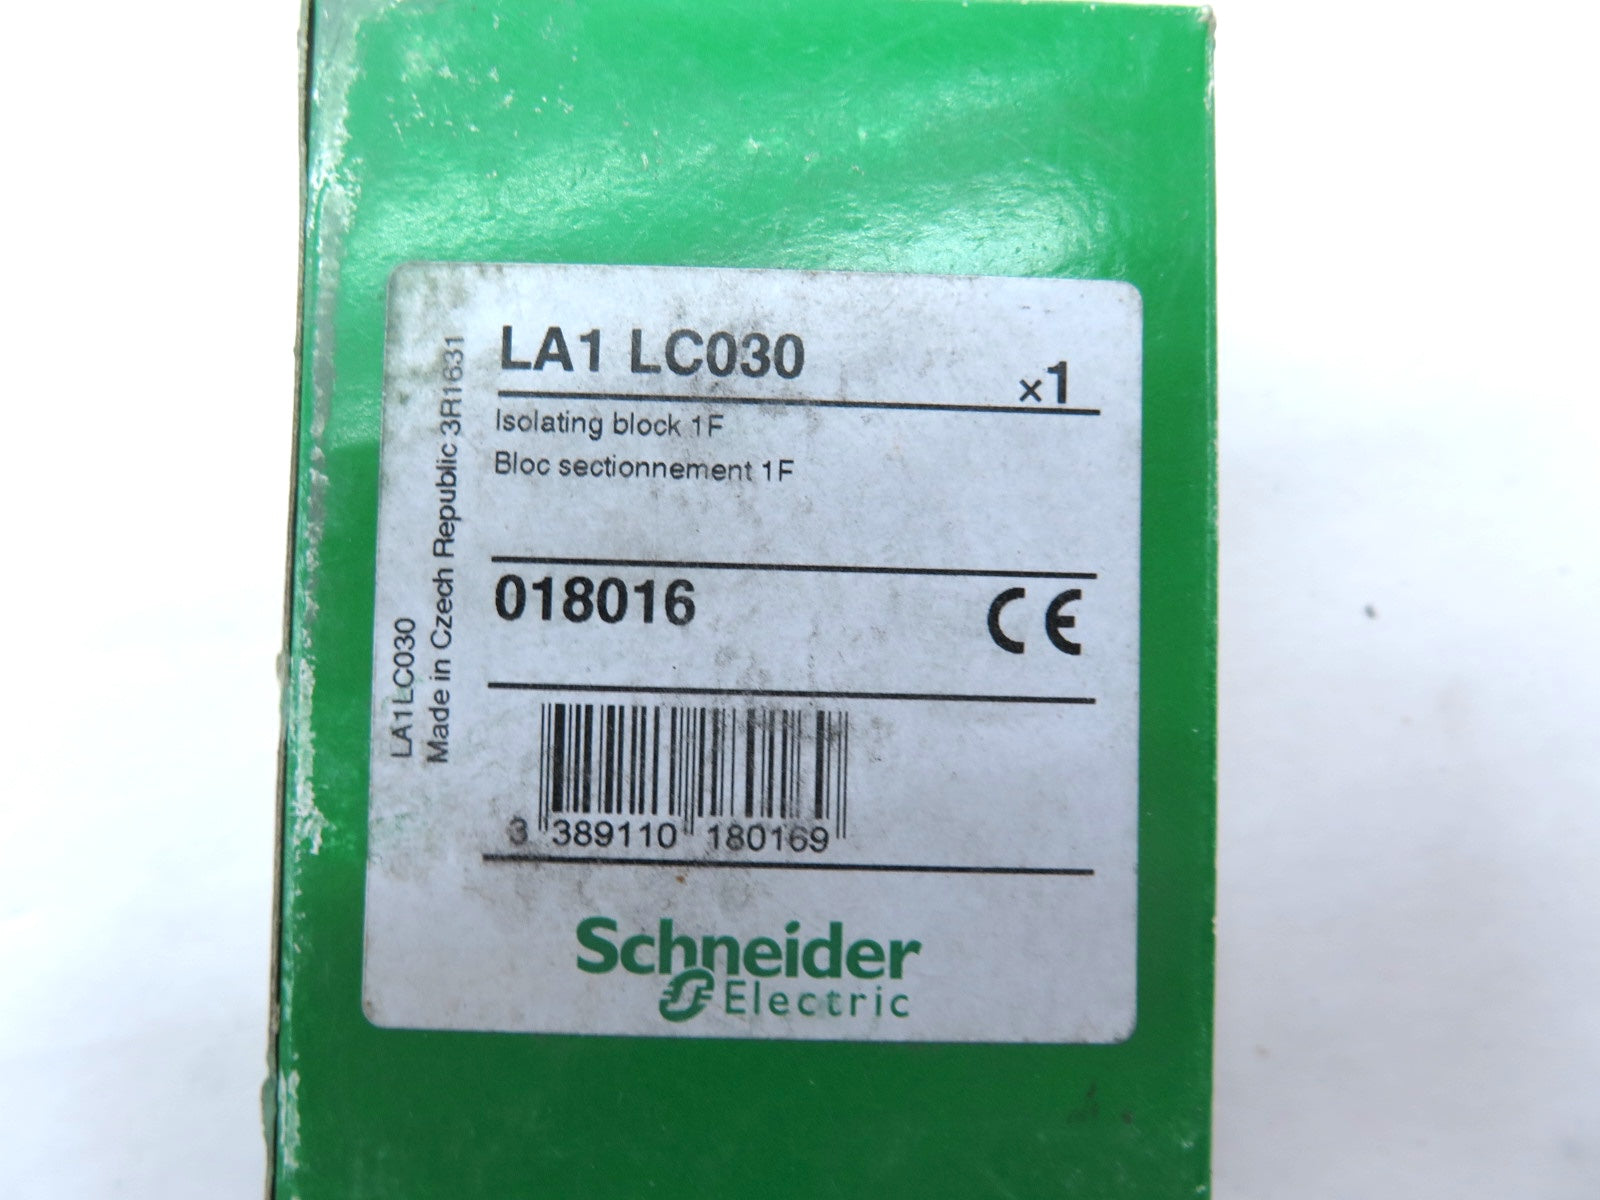 LA1 LC030
x1
Isolating block 1F
Bloc sectionnement 1F
018016
CE
3 389110 180169
Schneider
Electric
LA1LC030
Made in Czech Republic 3R1631